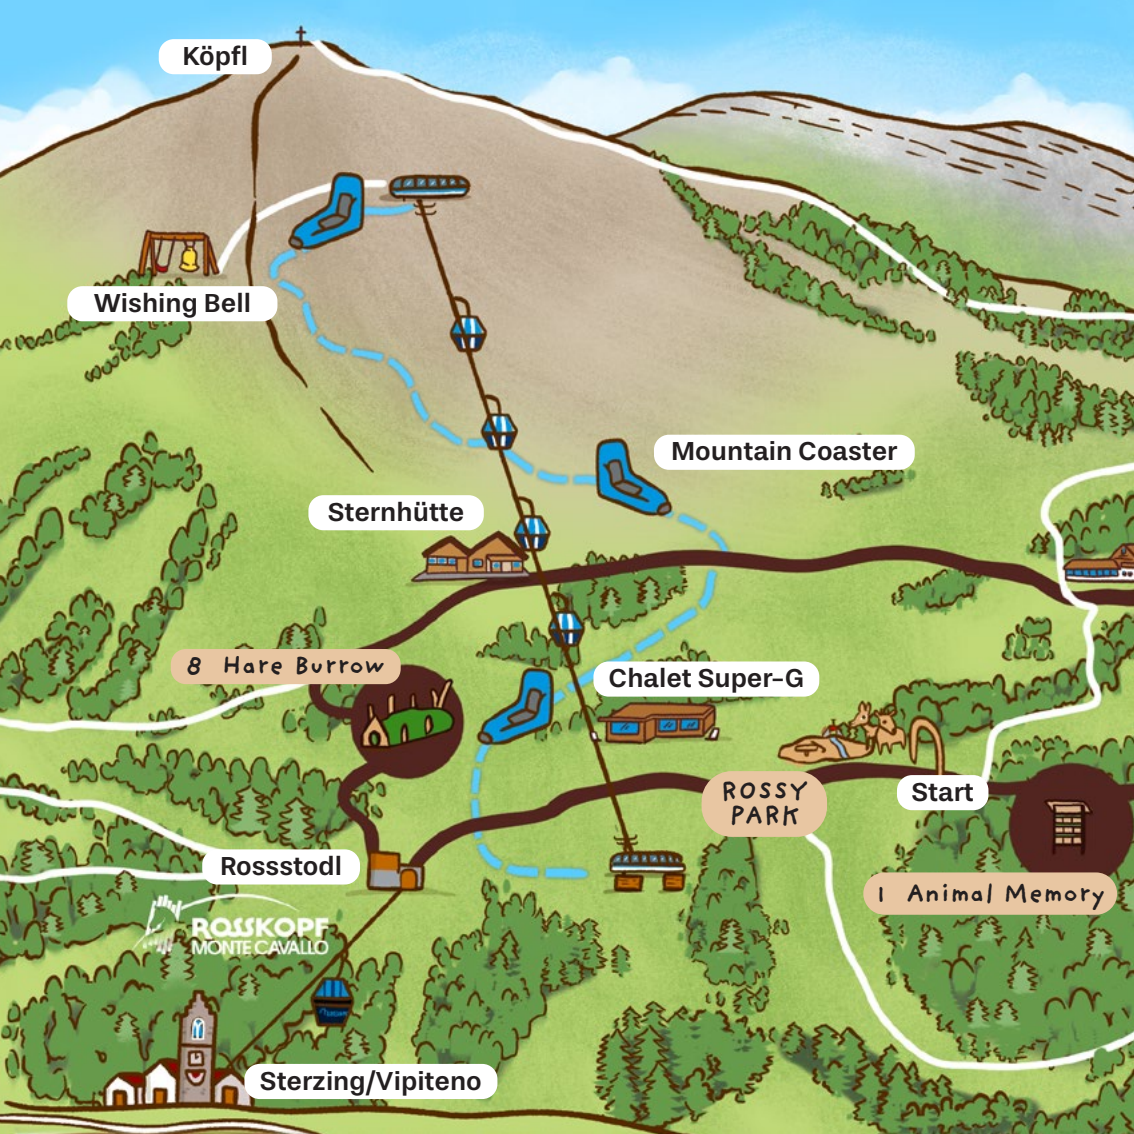 Köpfl
Wishing Bell
Mountain Coaster
Sternhütte
8 Hare Burrow
Chalet Super-G
ROSSY
PARK
Start
Rossstodl
1 Animal Memory
ROSSKOPF
MONTE CAVALLO
Sterzing/Vipiteno